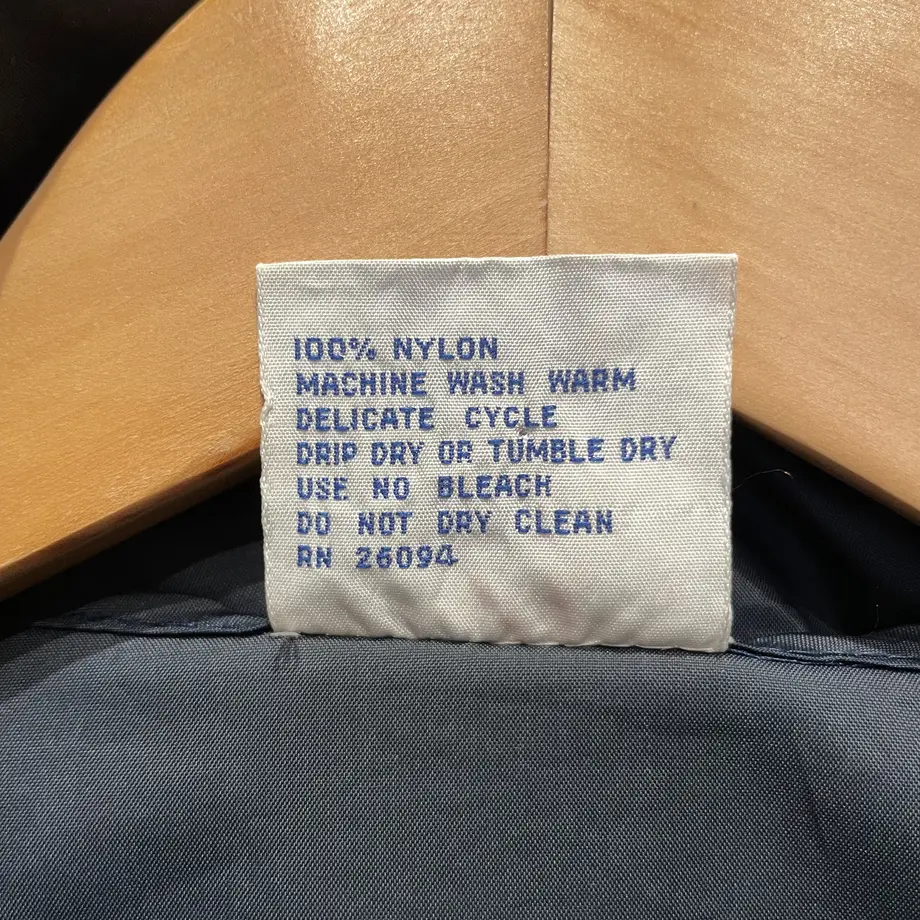 100% NYLON
MACHINE WASH WARM
DELICATE CYCLE
DRIP DRY OR TUMBLE DRY
USE NO BLEACH
DO NOT DRY CLEAN
RN 26094